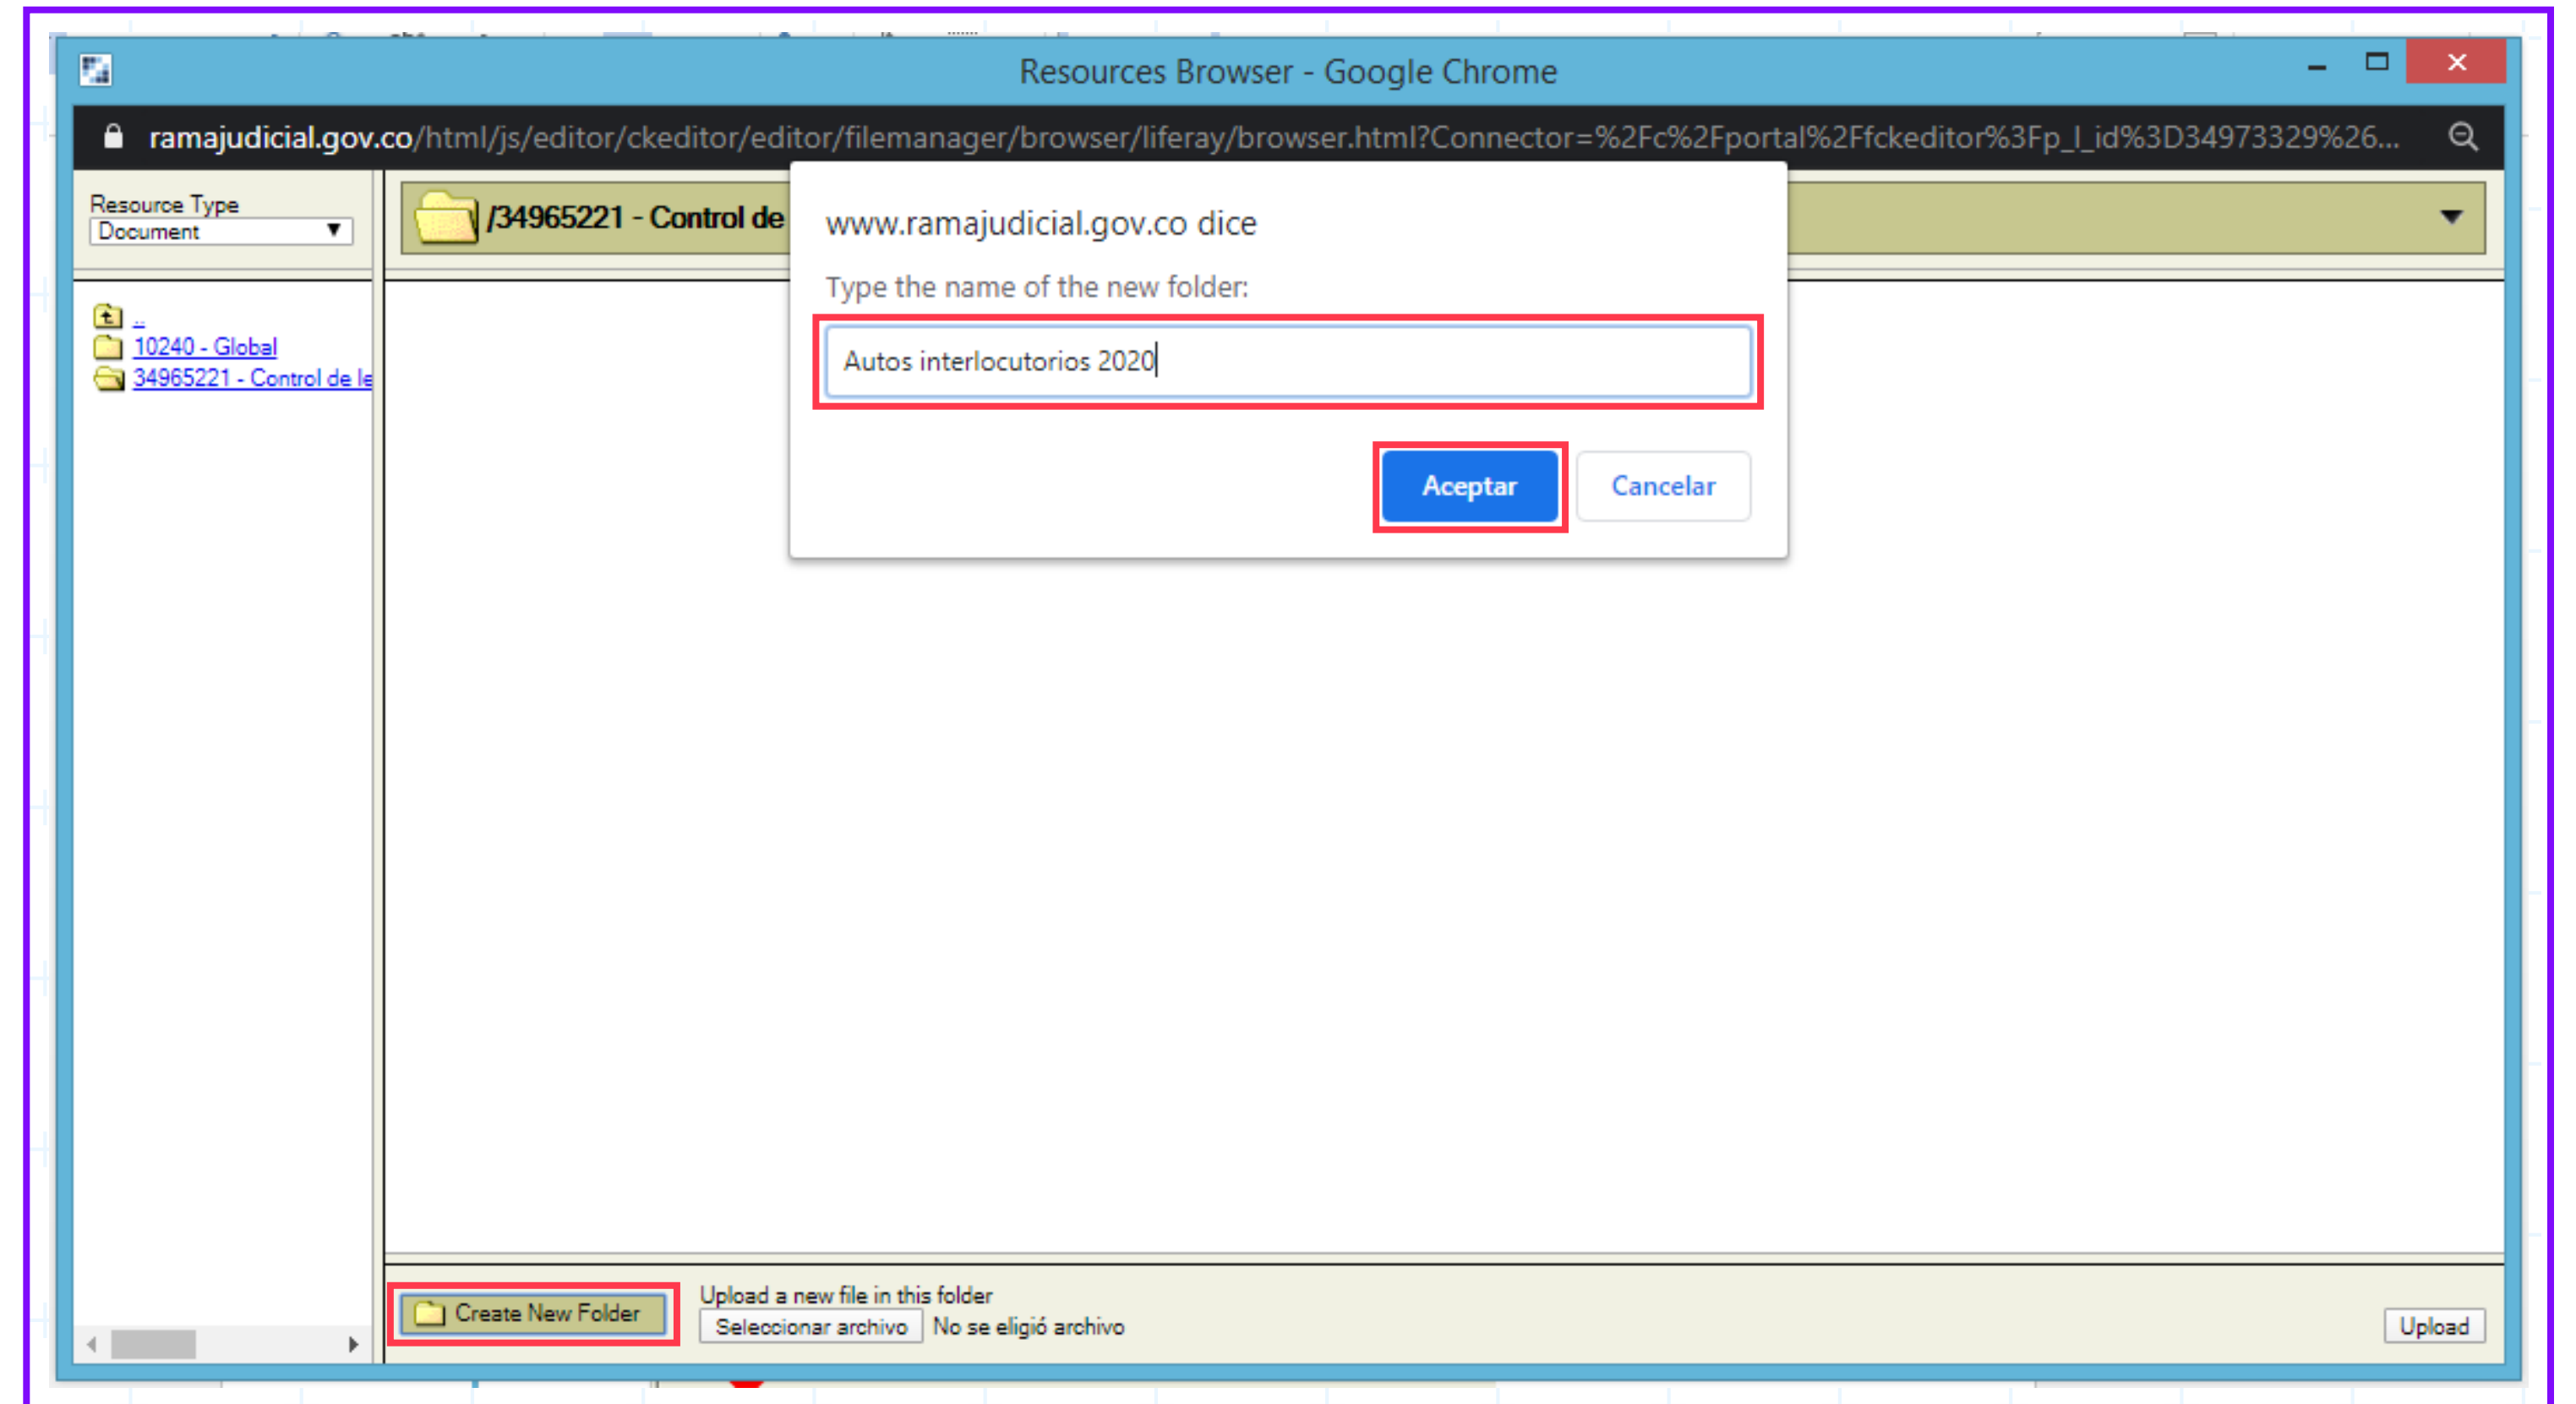 Resources Browser - Google Chrome
ramajudicial.gov.co/html/js/editor/ckeditor/editor/filemanager/browser/liferay/browser.html?Connector=%2Fc%2Fportal%2Ffckeditor%3Fp_l_id%3D34973329%26...
Resource Type
Document
/34965221 - Control de
www.ramajudicial.gov.co dice
Type the name of the new folder:
Autos interlocutorios 2020
Aceptar
Cancelar
..
10240 - Global
34965221 - Control de le
Create New Folder
Upload a new file in this folder
Seleccionar archivo
No se eligió archivo
Upload